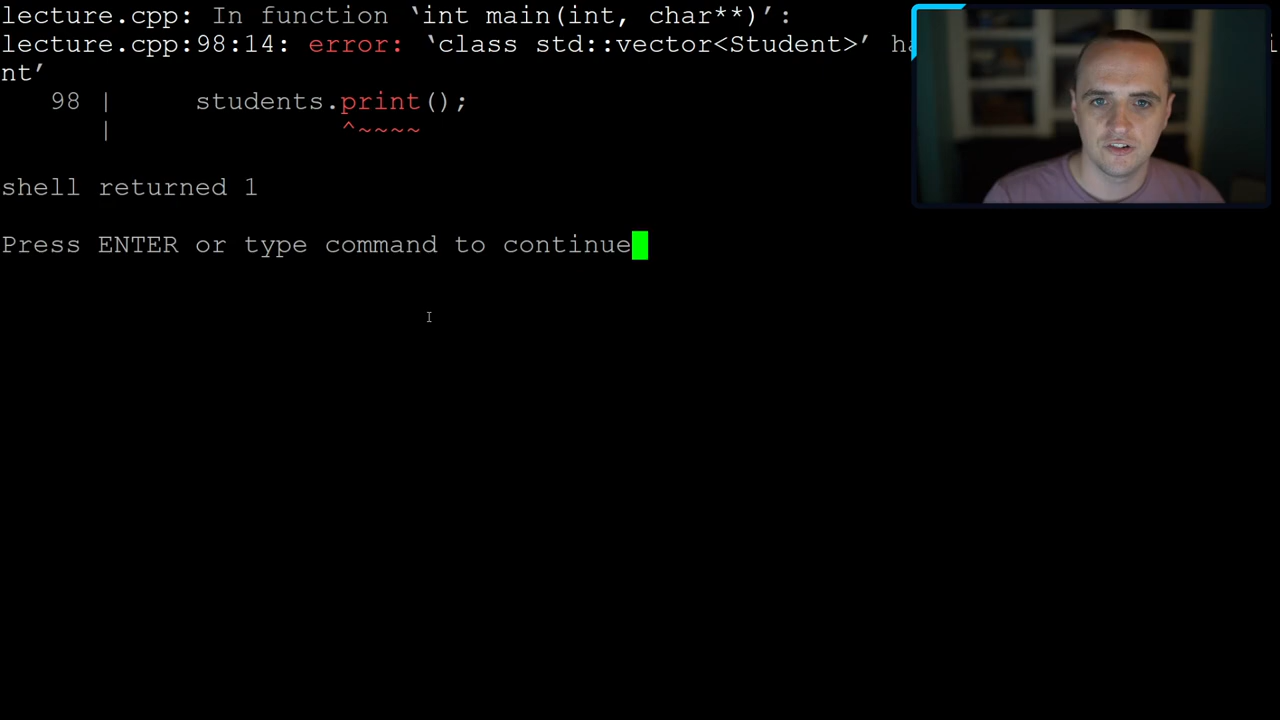 lecture.cpp: In function ‘int main(int, char**)’:
lecture.cpp:98:14: error: ‘class std::vector<Student>’
nt’
98 | students.print();
| ^~~~~
shell returned 1
Press ENTER or type command to continue